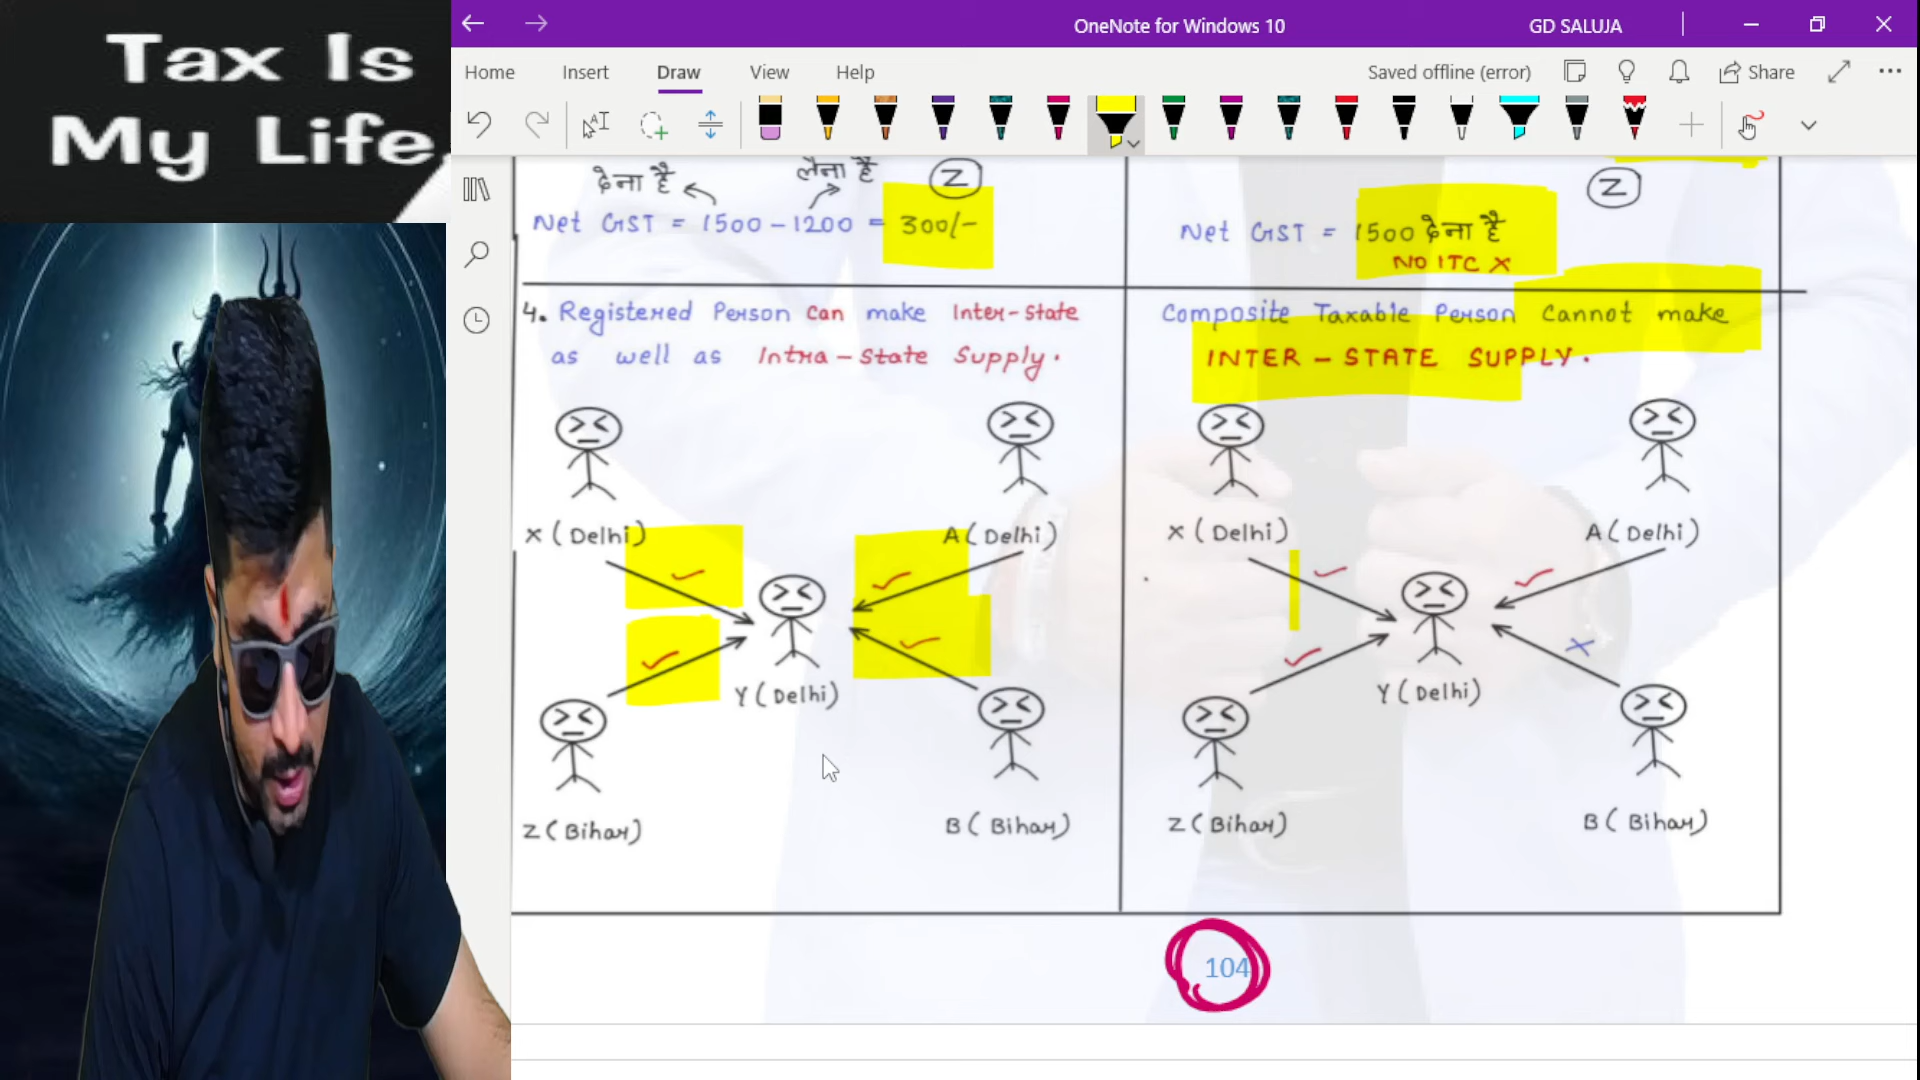 Tax Is
My Life.
OneNote for Windows 10
GD SALUJA
Home Insert Draw View Help
Saved offline (error)
Share
देना है
लेना है
Z
Net GST = 1500 - 1200 = 300/-
Z
Net GST = 1500 देना है
NO ITC X
4. Registered Person Can make Inter-State
as well as Intra-State Supply.
Composite Taxable Person Cannot make
INTER-STATE SUPPLY.
X (Delhi)
A (Delhi)
Y (Delhi)
Z (Bihar)
B (Bihar)
X (Delhi)
A (Delhi)
Y (Delhi)
Z (Bihar)
B (Bihar)
104